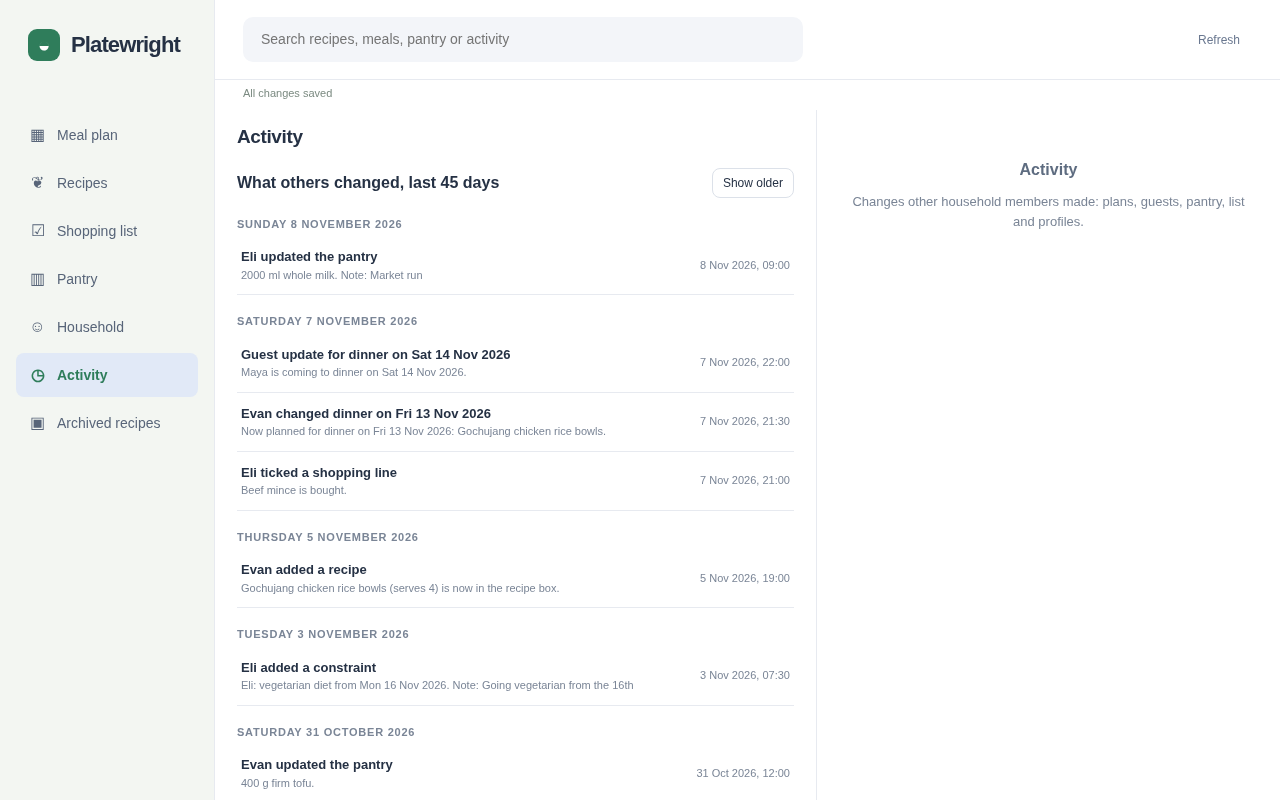 Platewright
Search recipes, meals, pantry or activity
Refresh
All changes saved
Meal plan
Recipes
Shopping list
Pantry
Household
Activity
Archived recipes
Activity
What others changed, last 45 days
Show older
SUNDAY 8 NOVEMBER 2026
Eli updated the pantry
2000 ml whole milk. Note: Market run
8 Nov 2026, 09:00
SATURDAY 7 NOVEMBER 2026
Guest update for dinner on Sat 14 Nov 2026
Maya is coming to dinner on Sat 14 Nov 2026.
7 Nov 2026, 22:00
Evan changed dinner on Fri 13 Nov 2026
Now planned for dinner on Fri 13 Nov 2026: Gochujang chicken rice bowls.
7 Nov 2026, 21:30
Eli ticked a shopping line
Beef mince is bought.
7 Nov 2026, 21:00
THURSDAY 5 NOVEMBER 2026
Evan added a recipe
Gochujang chicken rice bowls (serves 4) is now in the recipe box.
5 Nov 2026, 19:00
TUESDAY 3 NOVEMBER 2026
Eli added a constraint
Eli: vegetarian diet from Mon 16 Nov 2026. Note: Going vegetarian from the 16th
3 Nov 2026, 07:30
SATURDAY 31 OCTOBER 2026
Evan updated the pantry
400 g firm tofu.
31 Oct 2026, 12:00
Activity
Changes other household members made: plans, guests, pantry, list
and profiles.